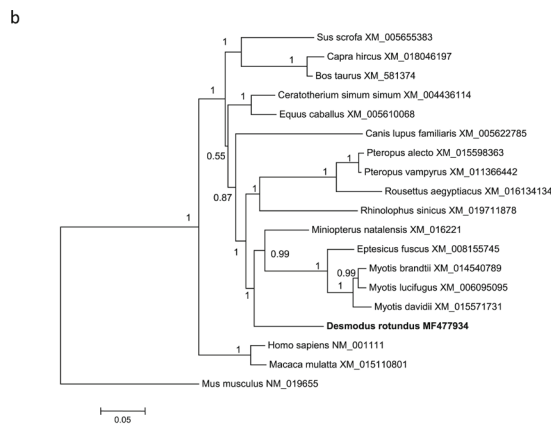 b
Sus scrofa XM_005655383
1
1
Capra hircus XM_018046197
Bos taurus XM_581374
1
Ceratotherium simum simum XM_004436114
1
Equus caballus XM_005610068
Canis lupus familiaris XM_005622785
0.55
Pteropus alecto XM_015598363
1
1
Pteropus vampyrus XM_011366442
Rousettus aegyptiacus XM_016134134
0.87
1
Rhinolophus sinicus XM_019711878
1
Miniopterus natalensis XM_016221
1
0.99
Eptesicus fuscus XM_008155745
1
0.99
Myotis brandtii XM_014540789
Myotis lucifugus XM_006095095
1
1
Myotis davidii XM_015571731
Desmodus rotundus MF477934
Homo sapiens NM_001111
1
Macaca mulatta XM_015110801
Mus musculus NM_019655
0.05